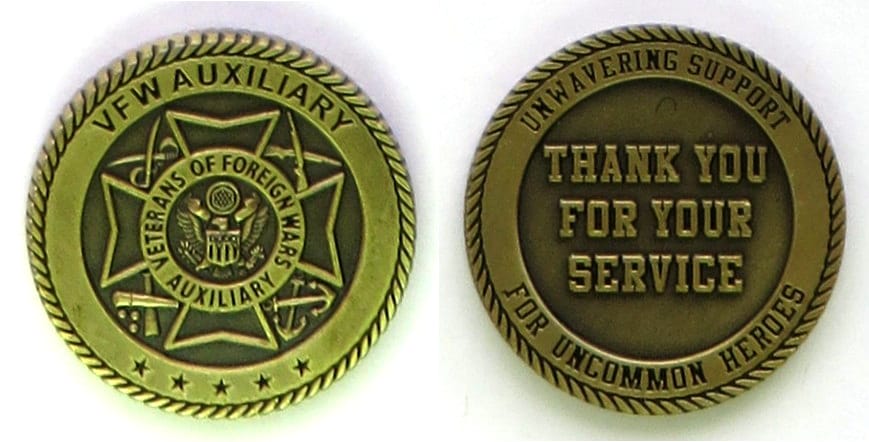 VFW AUXILIARY
VETERANS OF FOREIGN WARS
AUXILIARY
UNWAVERING SUPPORT
THANK YOU
FOR YOUR
SERVICE
FOR UNCOMMON HEROES